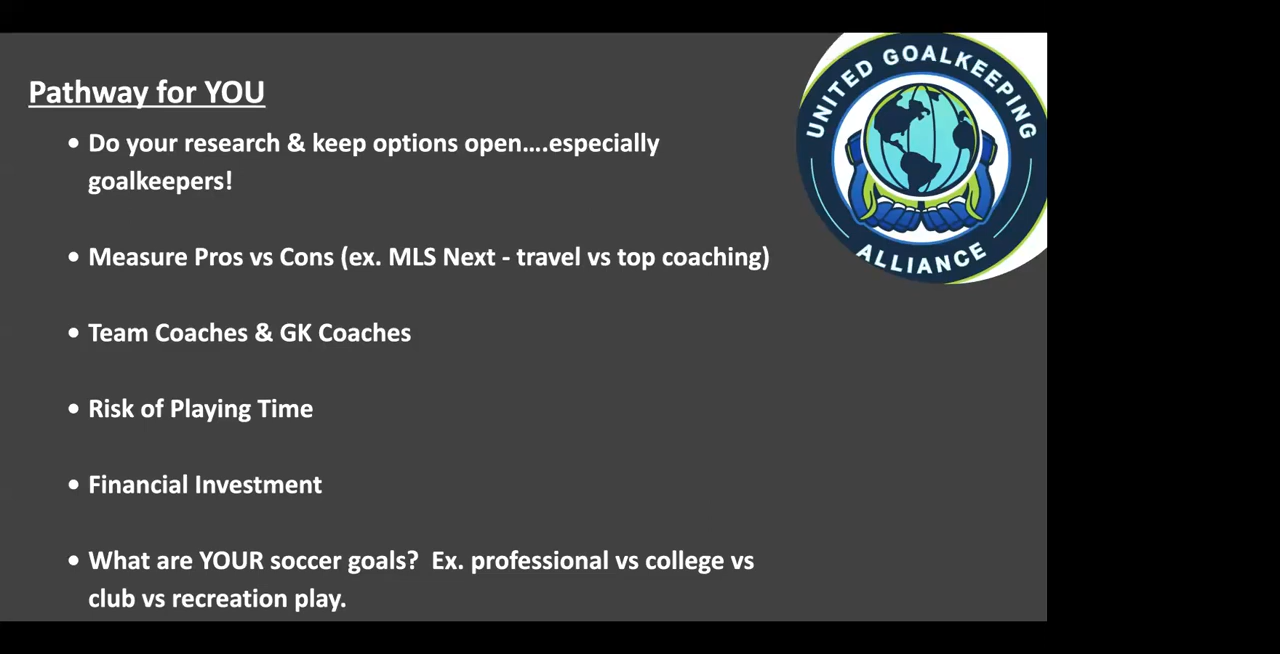 Pathway for YOU
• Do your research & keep options open....especially
goalkeepers!
• Measure Pros vs Cons (ex. MLS Next - travel vs top coaching)
• Team Coaches & GK Coaches
• Risk of Playing Time
• Financial Investment
• What are YOUR soccer goals?  Ex. professional vs college vs
club vs recreation play.
UNITED GOALKEEPING
ALLIANCE